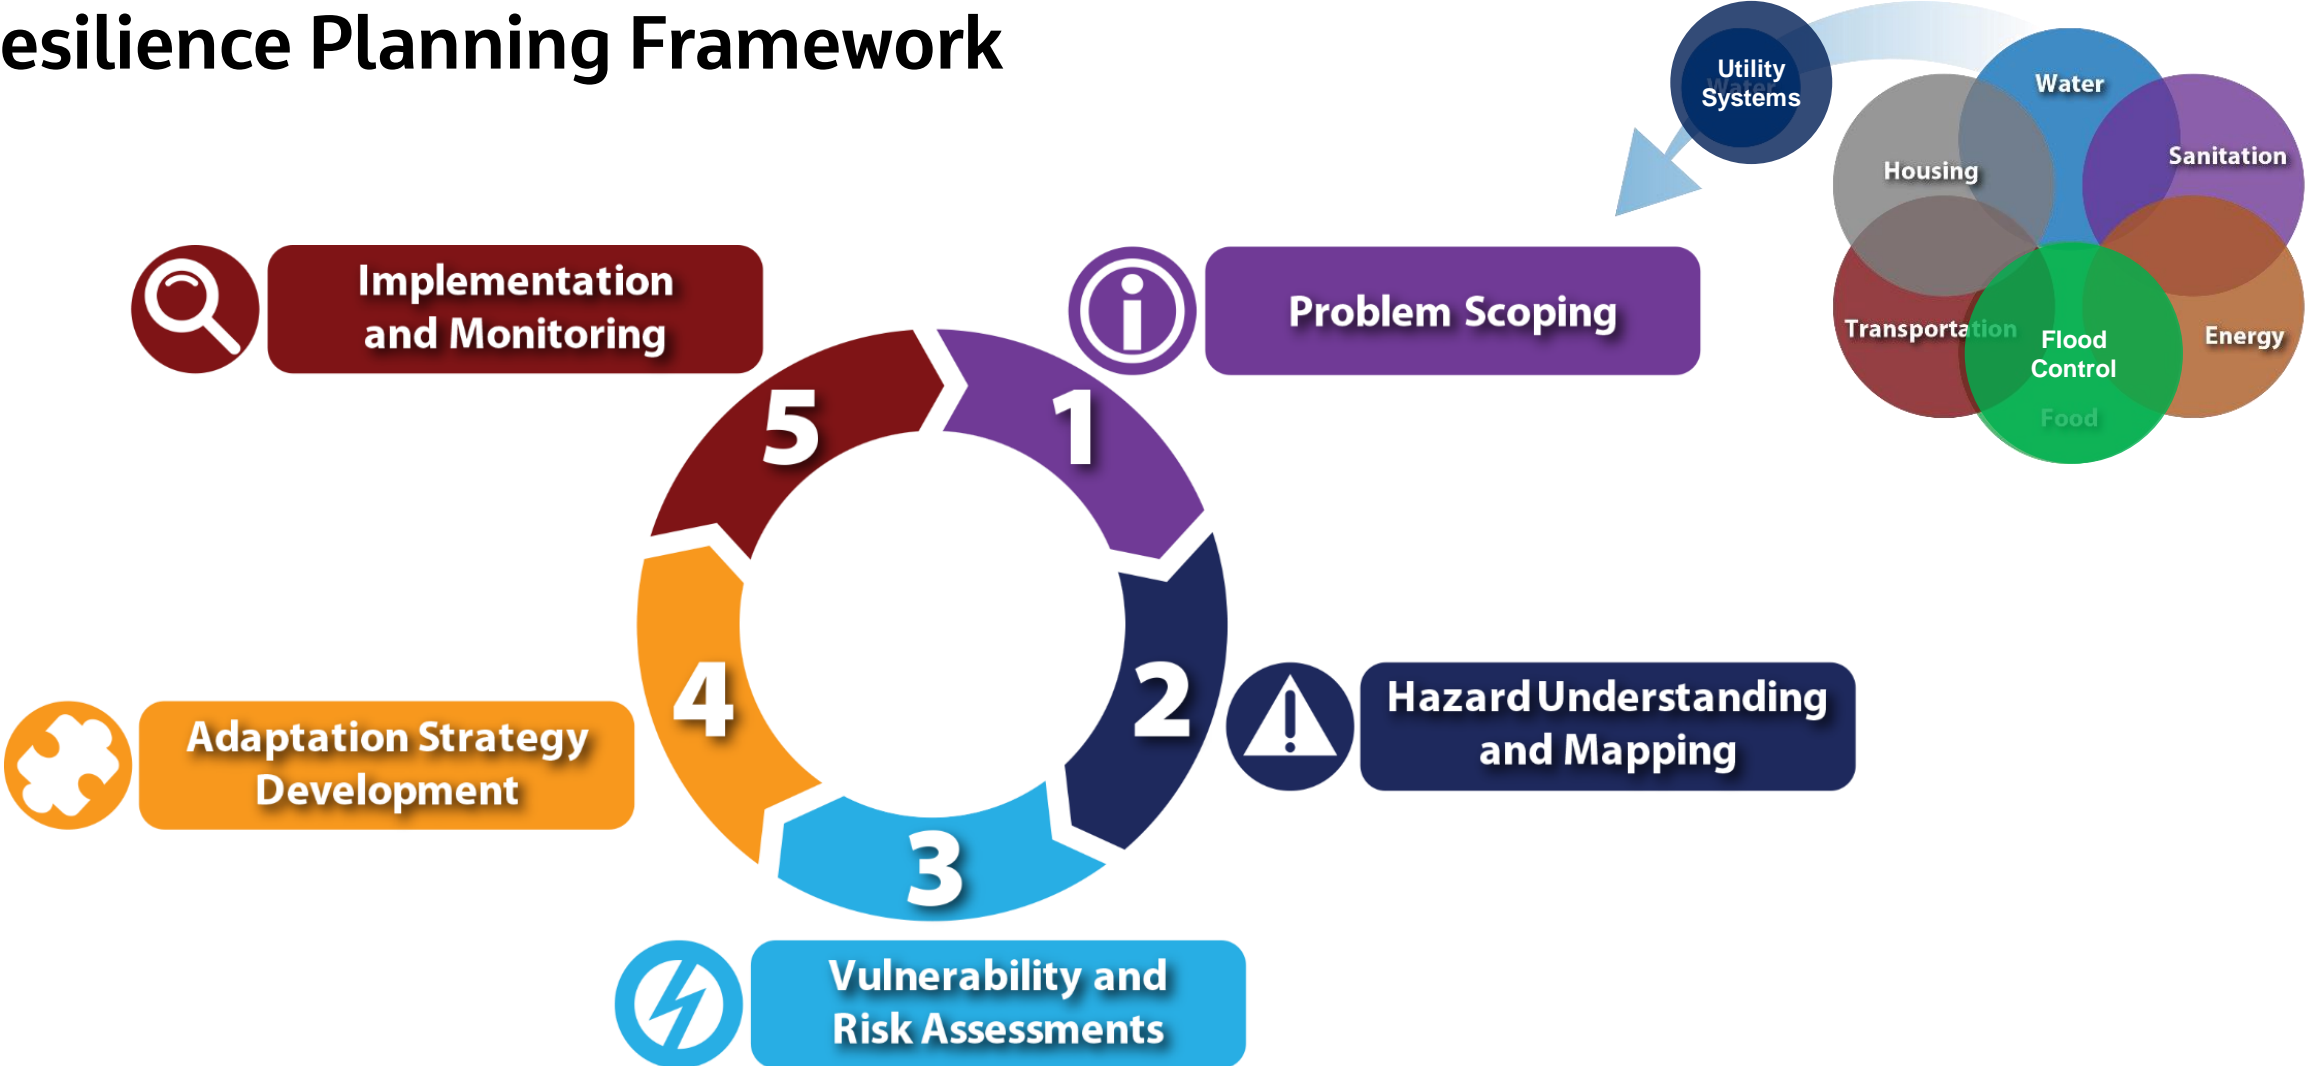 esilience Planning Framework
Utility
Systems
Water
Housing
Sanitation
Transportation
Flood
Control
Energy
Food
Implementation
and Monitoring
Problem Scoping
5
1
4
2
Hazard Understanding
and Mapping
Adaptation Strategy
Development
3
Vulnerability and
Risk Assessments